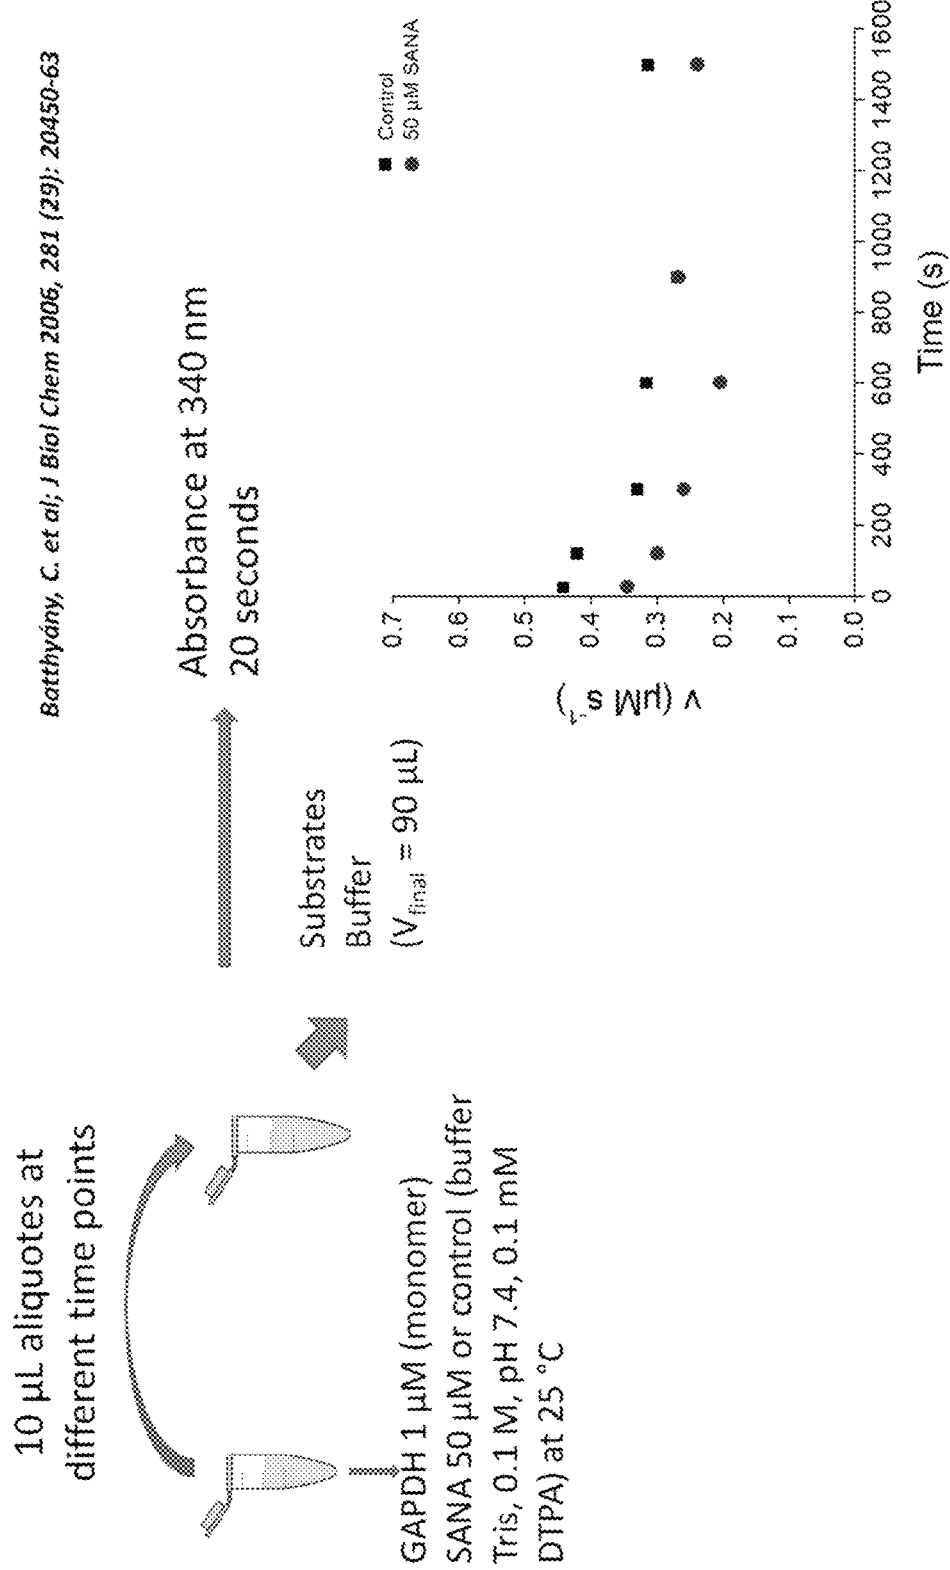 Batthyány, C. et al; J Biol Chem 2006, 281 (29): 20450-63
10 µL aliquotes at
different time points
Absorbance at 340 nm
20 seconds
Substrates
Buffer
(Vfinal = 90 µL)
GAPDH 1 µM (monomer)
SANA 50 µM or control (buffer
Tris, 0.1 M, pH 7.4, 0.1 mM
DTPA) at 25 °C
Control
50 µM SANA
v (µM s-1)
0.7
0.6
0.5
0.4
0.3
0.2
0.1
0.0
0 200 400 600 800 1000 1200 1400 1600
Time (s)